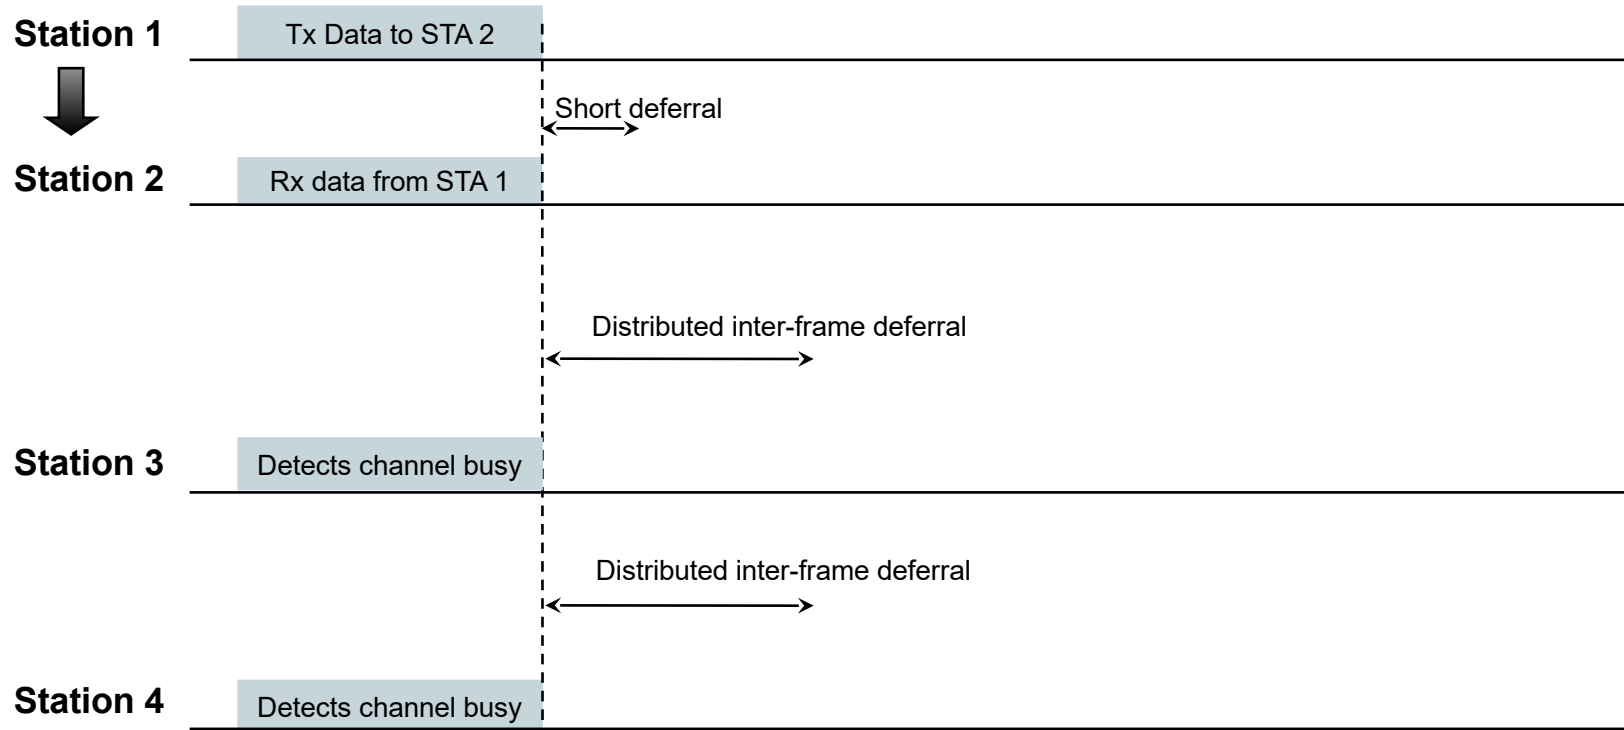 Station 1
Tx Data to STA 2
Short deferral
Station 2
Rx data from STA 1
Distributed inter-frame deferral
Station 3
Detects channel busy
Distributed inter-frame deferral
Station 4
Detects channel busy